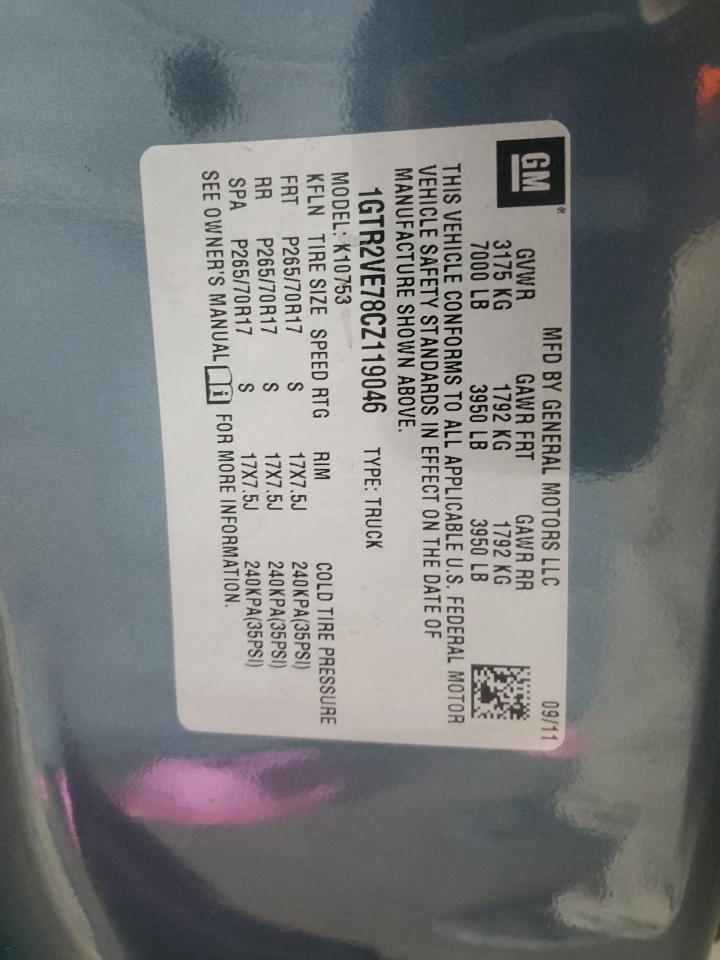 GM®
MFD BY GENERAL MOTORS LLC 09/11
GVWR GAWR FRT GAWR RR
3175 KG 1792 KG 1792 KG
7000 LB 3950 LB 3950 LB
THIS VEHICLE CONFORMS TO ALL APPLICABLE U.S. FEDERAL MOTOR
VEHICLE SAFETY STANDARDS IN EFFECT ON THE DATE OF
MANUFACTURE SHOWN ABOVE.
1GTR2VE78CZ119046 TYPE: TRUCK
MODEL: K10753
KFLN TIRE SIZE SPEED RTG RIM COLD TIRE PRESSURE
FRT P265/70R17 S 17X7.5J 240KPA(35PSI)
RR P265/70R17 S 17X7.5J 240KPA(35PSI)
SPA P265/70R17 S 17X7.5J 240KPA(35PSI)
SEE OWNER'S MANUAL i FOR MORE INFORMATION.